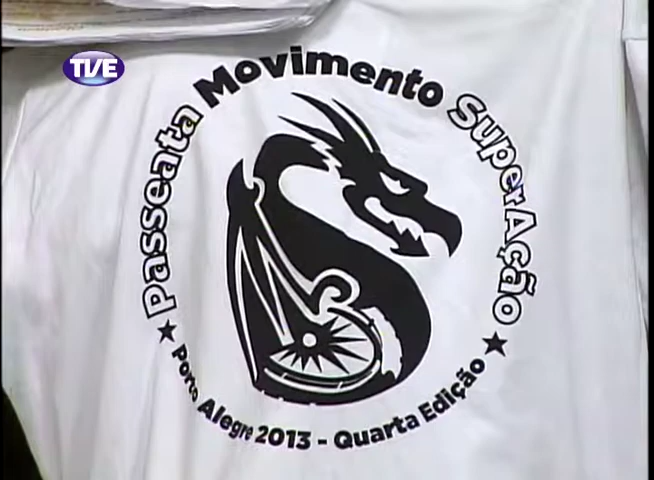 TVE
Passeata Movimento SuperAção
Porto Alegre 2013 - Quarta Edição